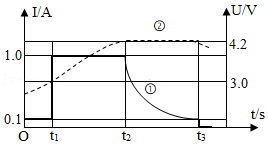 I/A U/V
②
1.0 4.2
① 3.0
0.1
O t₁ t₂ t₃ t/s